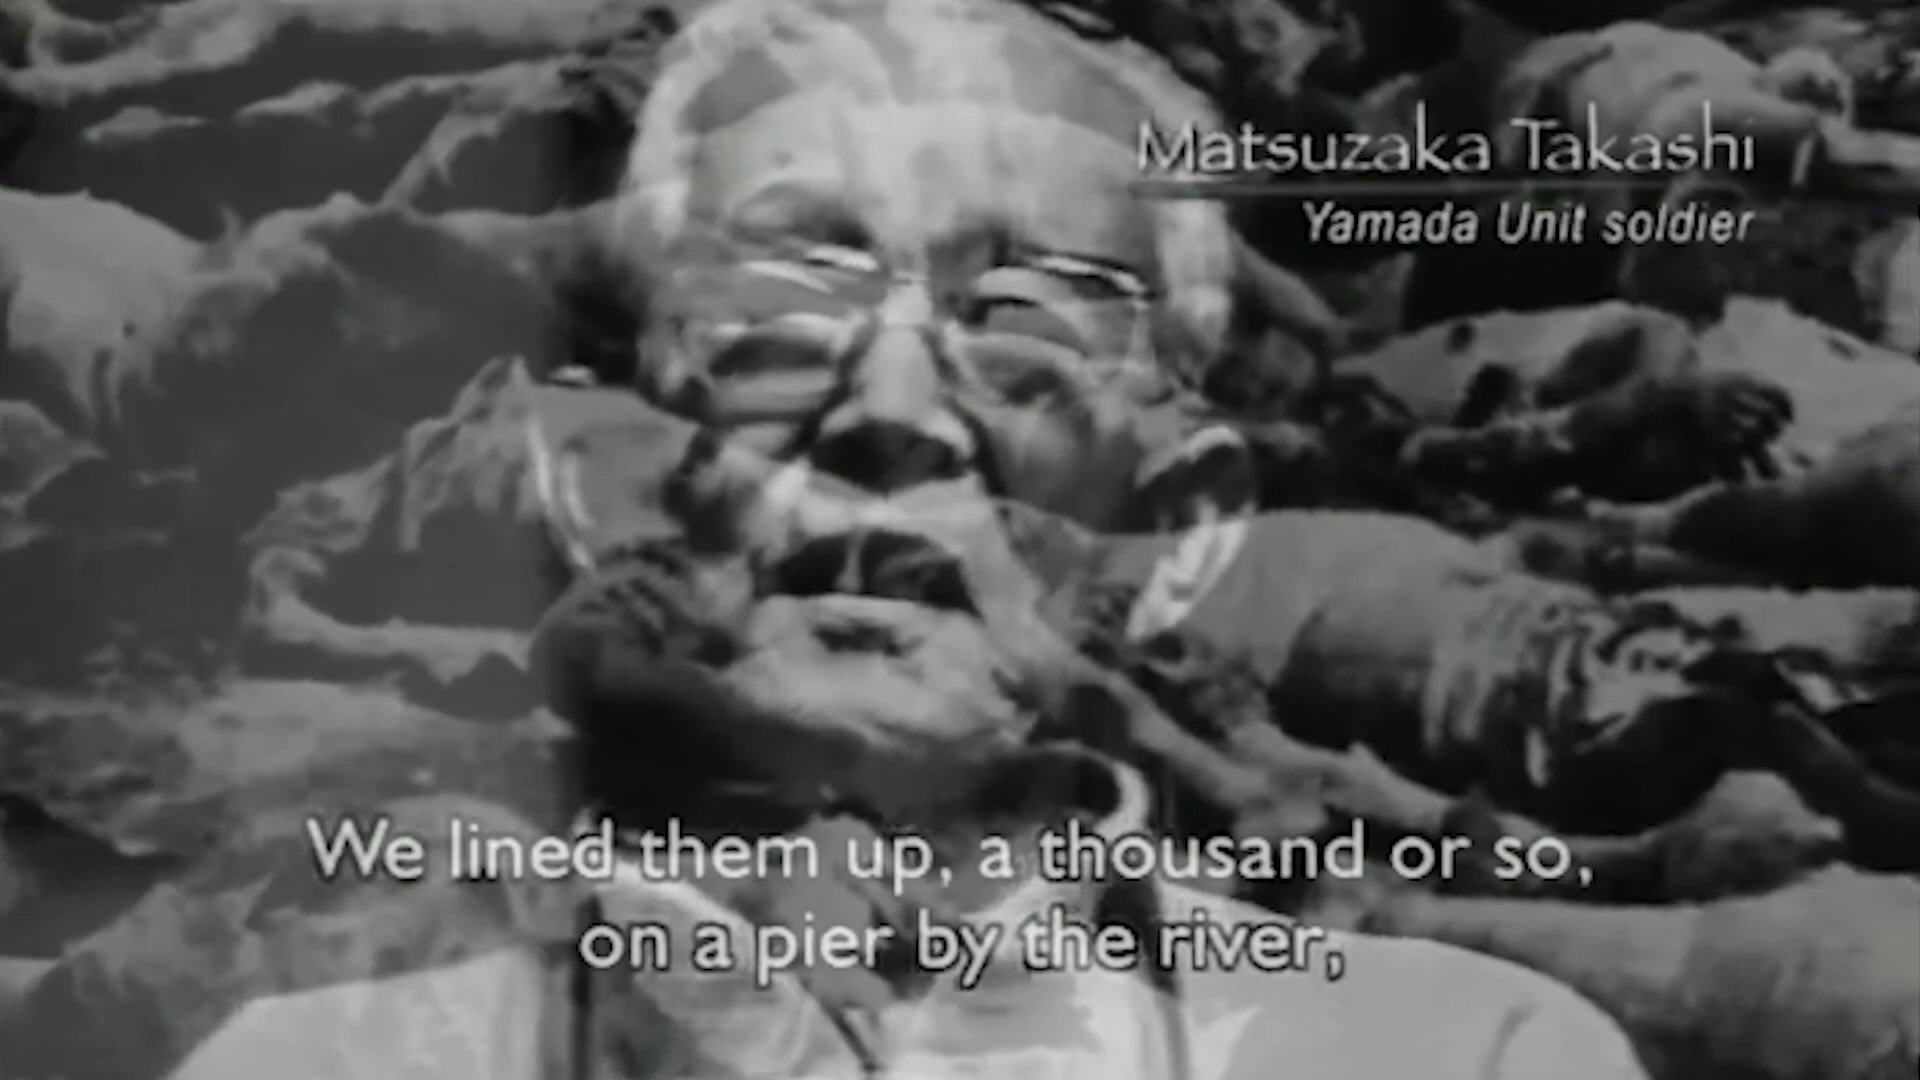 Matsuzaka Takashi
Yamada Unit soldier
We lined them up, a thousand or so,
on a pier by the river,